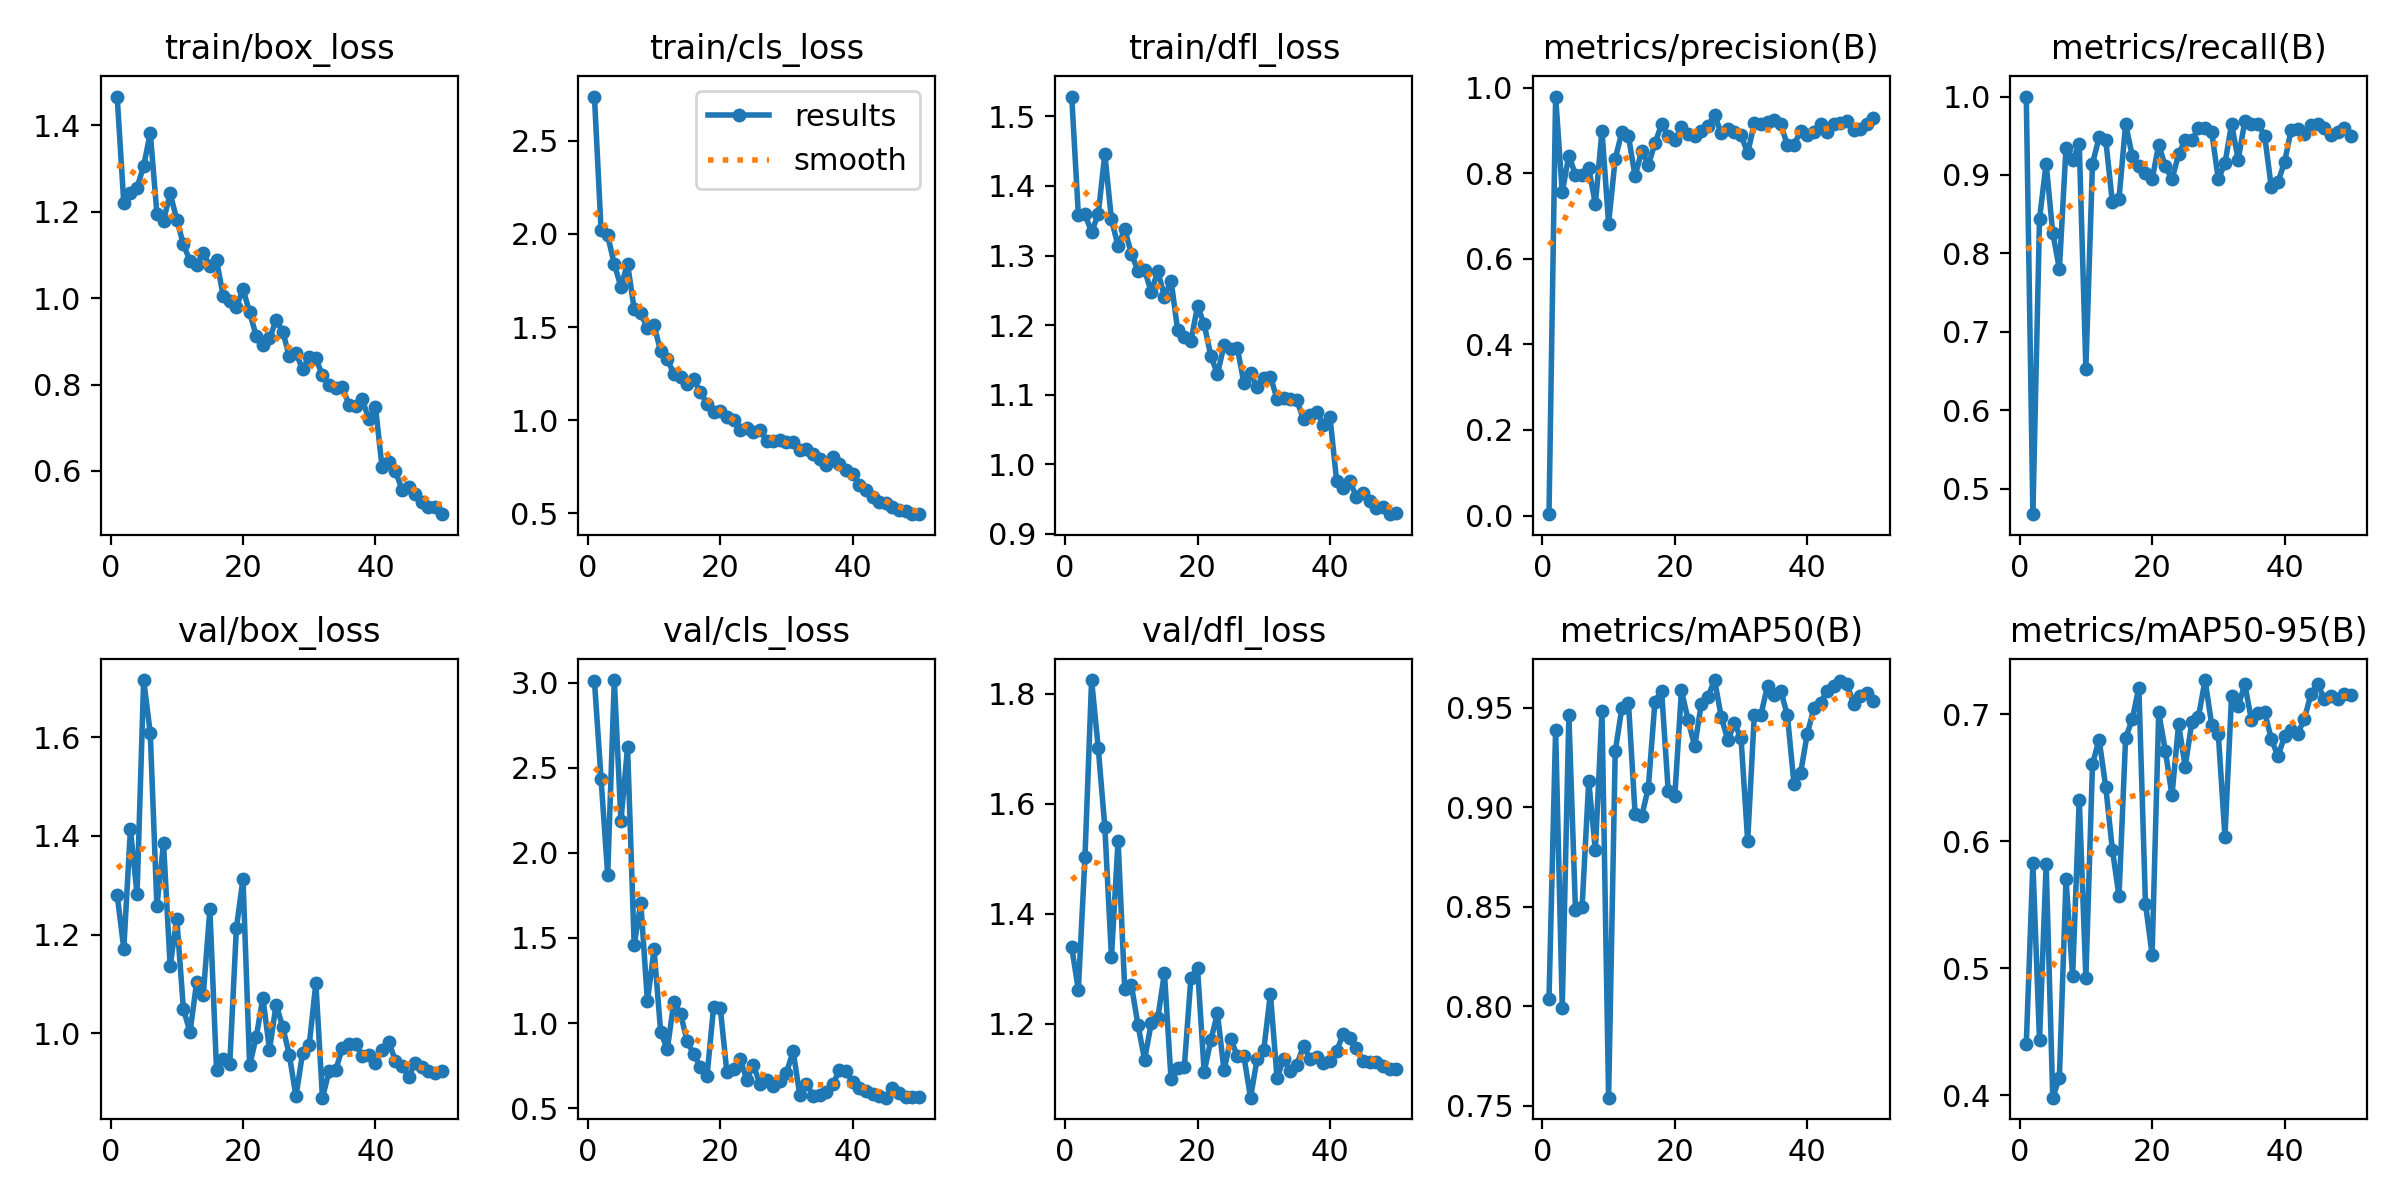 train/box_loss
1.4
1.2
1.0
0.8
0.6
0 20 40
train/cls_loss
results
smooth
2.5
2.0
1.5
1.0
0.5
0 20 40
train/dfl_loss
1.5
1.4
1.3
1.2
1.1
1.0
0.9
0 20 40
metrics/precision(B)
1.0
0.8
0.6
0.4
0.2
0.0
0 20 40
metrics/recall(B)
1.0
0.9
0.8
0.7
0.6
0.5
0 20 40
val/box_loss
1.6
1.4
1.2
1.0
0 20 40
val/cls_loss
3.0
2.5
2.0
1.5
1.0
0.5
0 20 40
val/dfl_loss
1.8
1.6
1.4
1.2
0 20 40
metrics/mAP50(B)
0.95
0.90
0.85
0.80
0.75
0 20 40
metrics/mAP50-95(B)
0.7
0.6
0.5
0.4
0 20 40